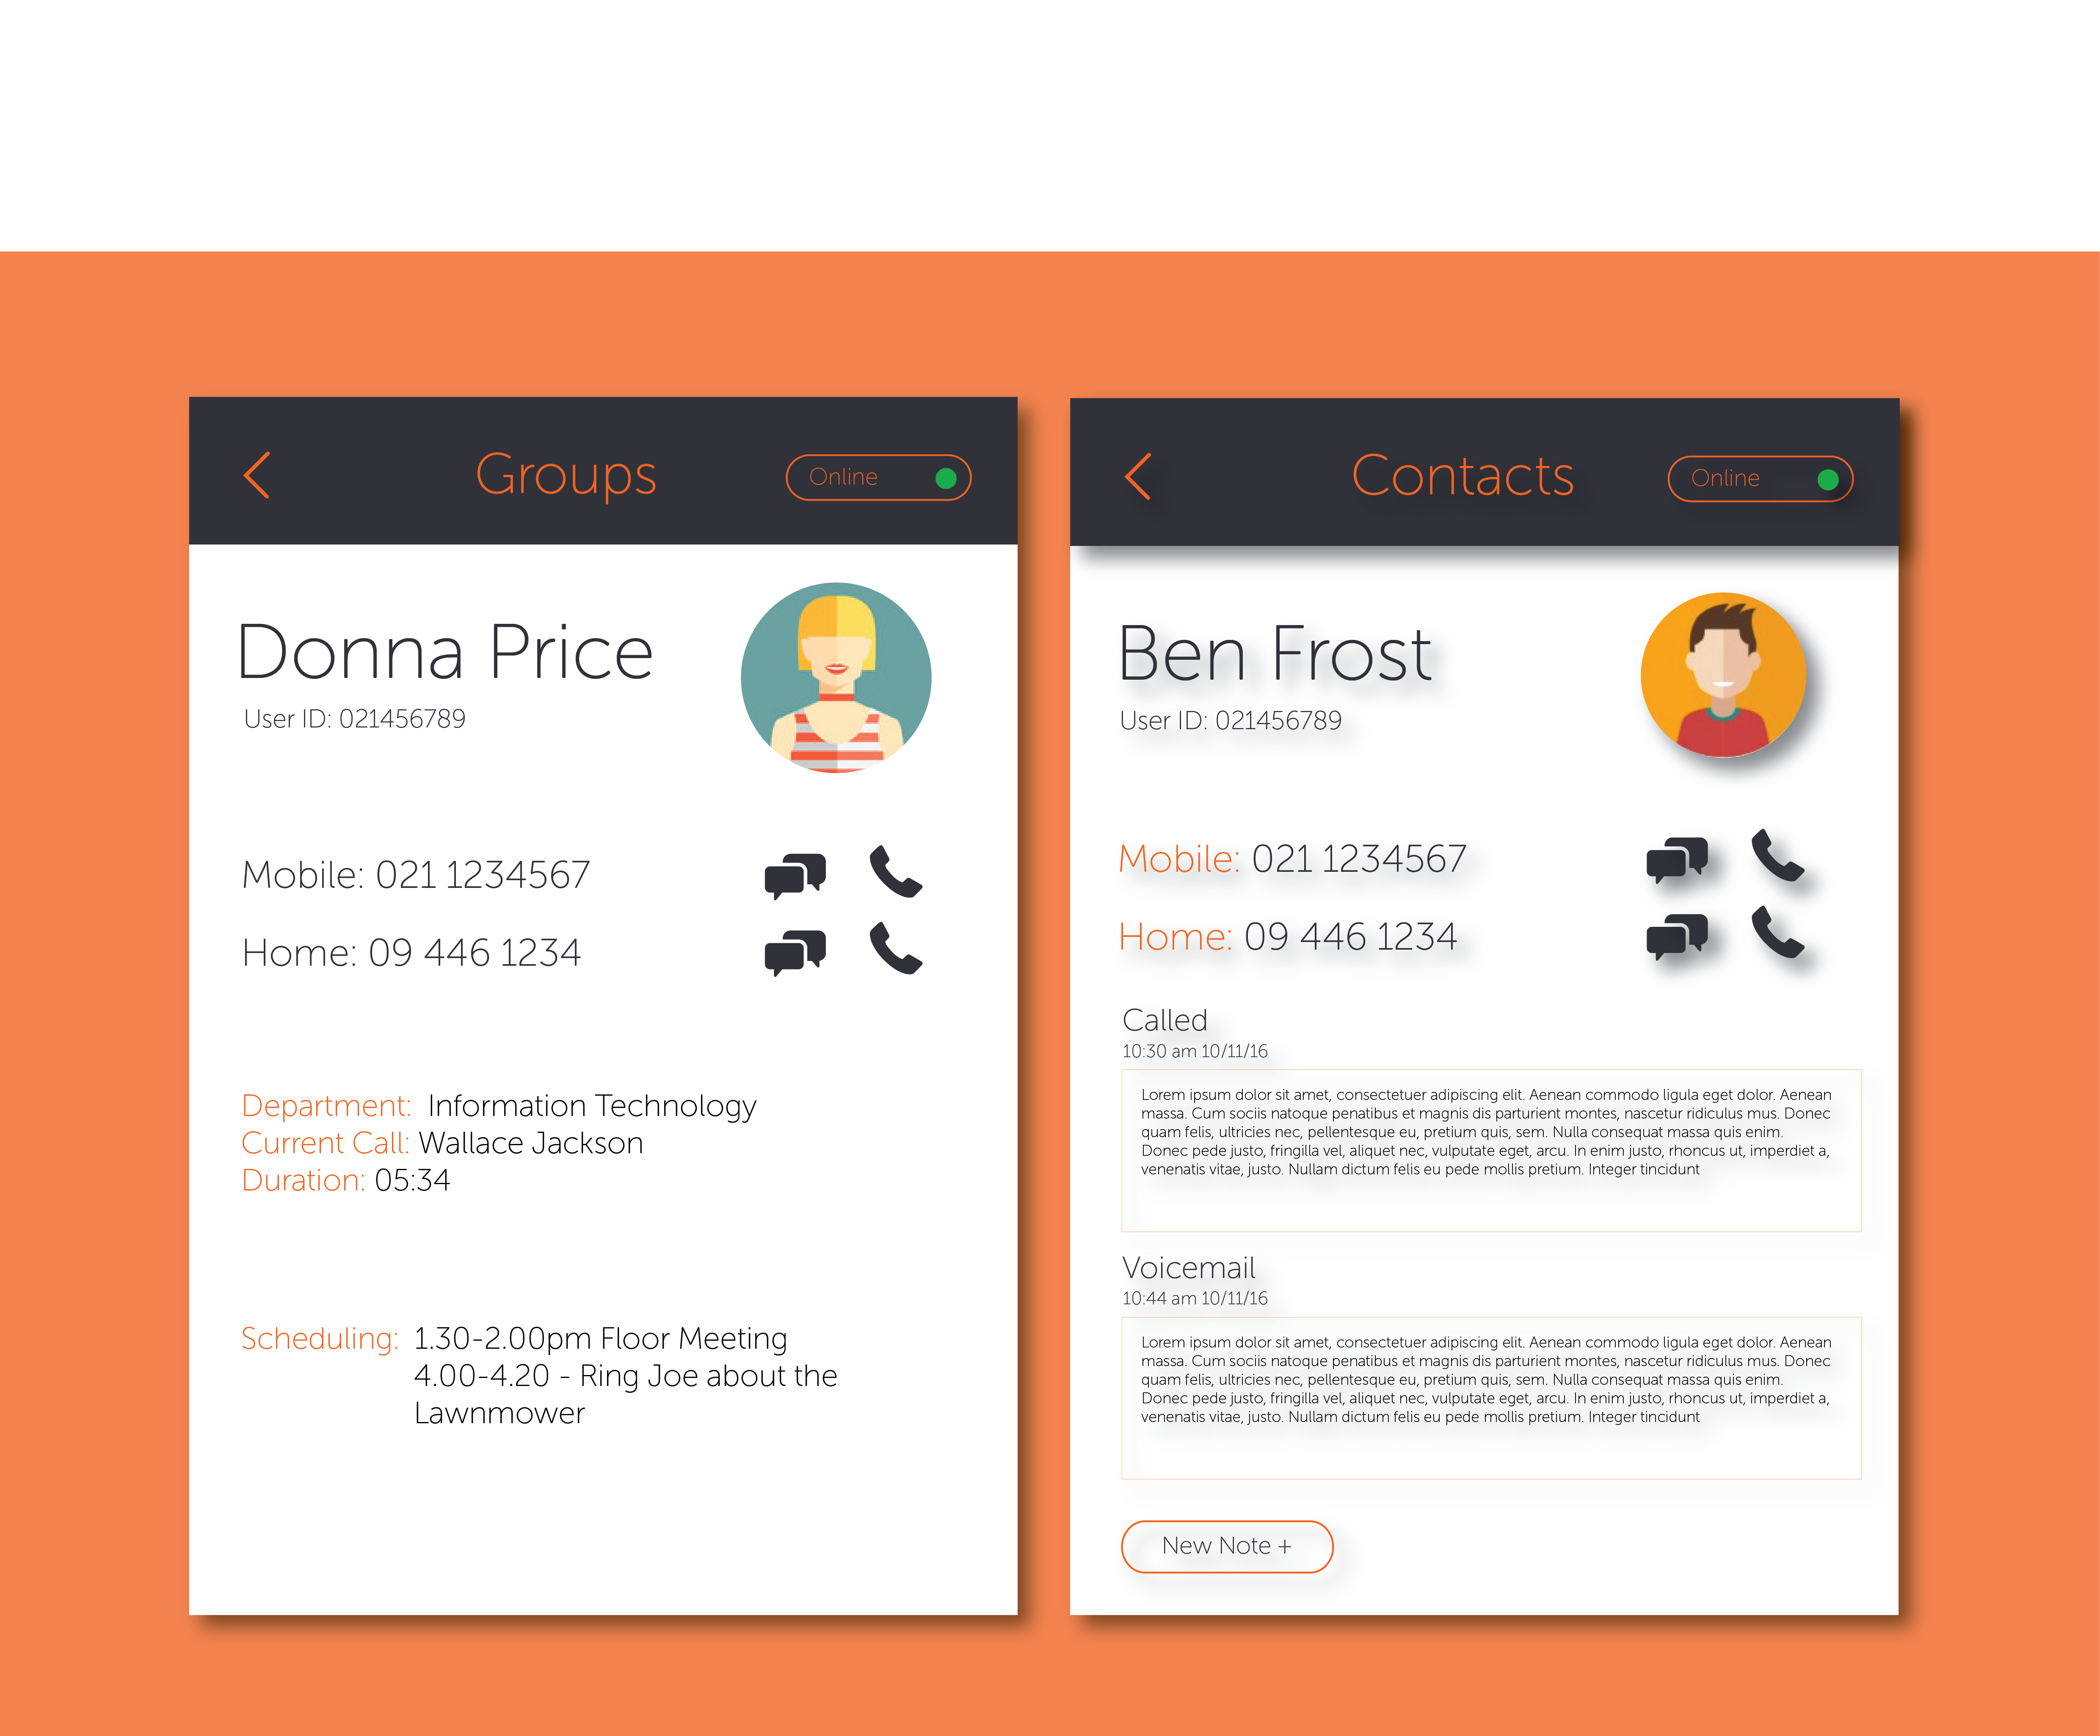 Groups
Online
Donna Price
User ID: 021456789
Mobile: 021 1234567
Home: 09 446 1234
Department: Information Technology
Current Call: Wallace Jackson
Duration: 05:34
Scheduling: 1.30-2.00pm Floor Meeting
4.00-4.20 - Ring Joe about the
Lawnmower
Contacts
Online
Ben Frost
User ID: 021456789
Mobile: 021 1234567
Home: 09 446 1234
Called
10:30 am 10/11/16
Lorem ipsum dolor sit amet, consectetuer adipiscing elit. Aenean commodo ligula eget dolor. Aenean
massa. Cum sociis natoque penatibus et magnis dis parturient montes, nascetur ridiculus mus. Donec
quam felis, ultricies nec, pellentesque eu, pretium quis, sem. Nulla consequat massa quis enim.
Donec pede justo, fringilla vel, aliquet nec, vulputate eget, arcu. In enim justo, rhoncus ut, imperdiet a,
venenatis vitae, justo. Nullam dictum felis eu pede mollis pretium. Integer tincidunt
Voicemail
10:44 am 10/11/16
Lorem ipsum dolor sit amet, consectetuer adipiscing elit. Aenean commodo ligula eget dolor. Aenean
massa. Cum sociis natoque penatibus et magnis dis parturient montes, nascetur ridiculus mus. Donec
quam felis, ultricies nec, pellentesque eu, pretium quis, sem. Nulla consequat massa quis enim.
Donec pede justo, fringilla vel, aliquet nec, vulputate eget, arcu. In enim justo, rhoncus ut, imperdiet a,
venenatis vitae, justo. Nullam dictum felis eu pede mollis pretium. Integer tincidunt
New Note +